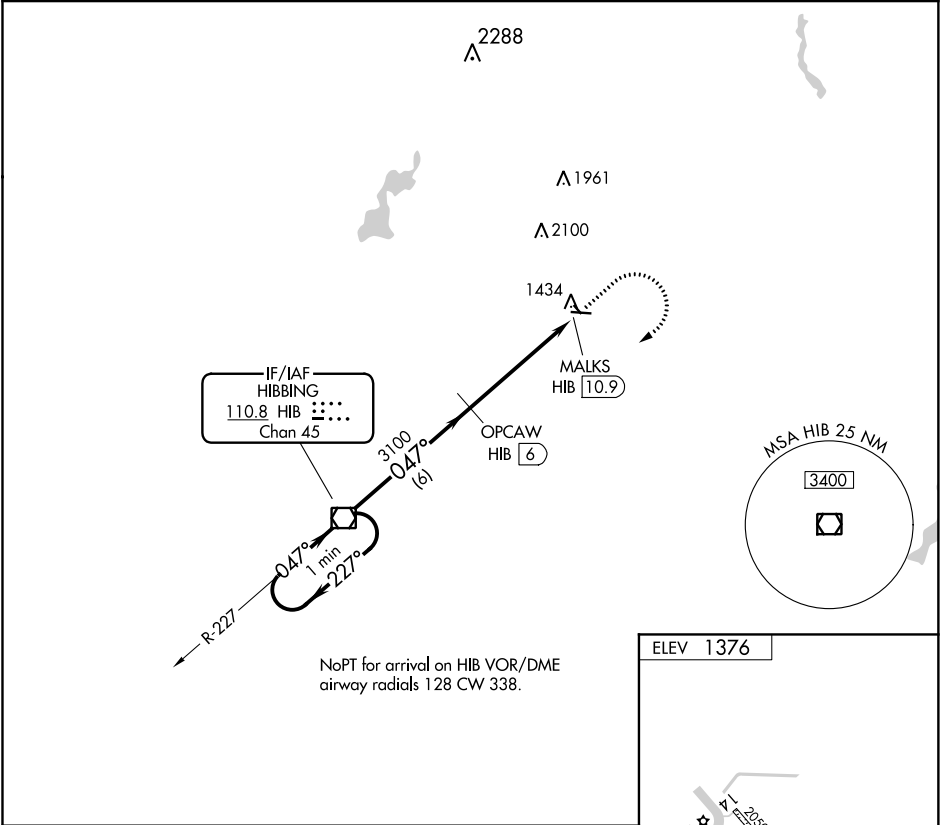 2288
1961
2100
1434
MALKS
HIB 10.9
IF/IAF
HIBBING
110.8 HIB
Chan 45
OPCAW
HIB 6
3100
047°
(6)
MSA HIB 25 NM
3400
047°
1 min
227°
R-227
NoPT for arrival on HIB VOR/DME
airway radials 128 CW 338.
ELEV 1376
14